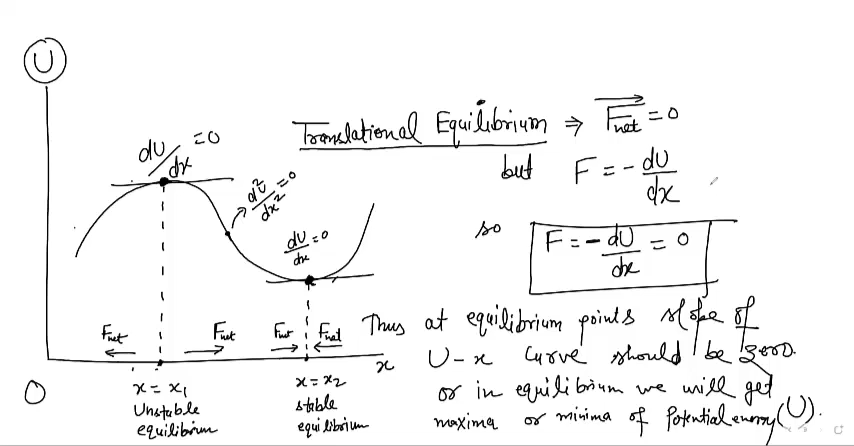 U
dU/dx = 0
d²U/dx² = 0
dU/dx = 0
Fnet Fnet Fnet Fnet
O
x
x = x₁
Unstable
equilibrium
x = x₂
stable
equilibrium
Translational Equilibrium ⇒ Fnet = 0
but F = - dU/dx
so F = - dU/dx = 0
Thus at equilibrium points slope of
U-x curve should be zero.
or in equilibrium we will get
maxima or minima of Potential energy (U).